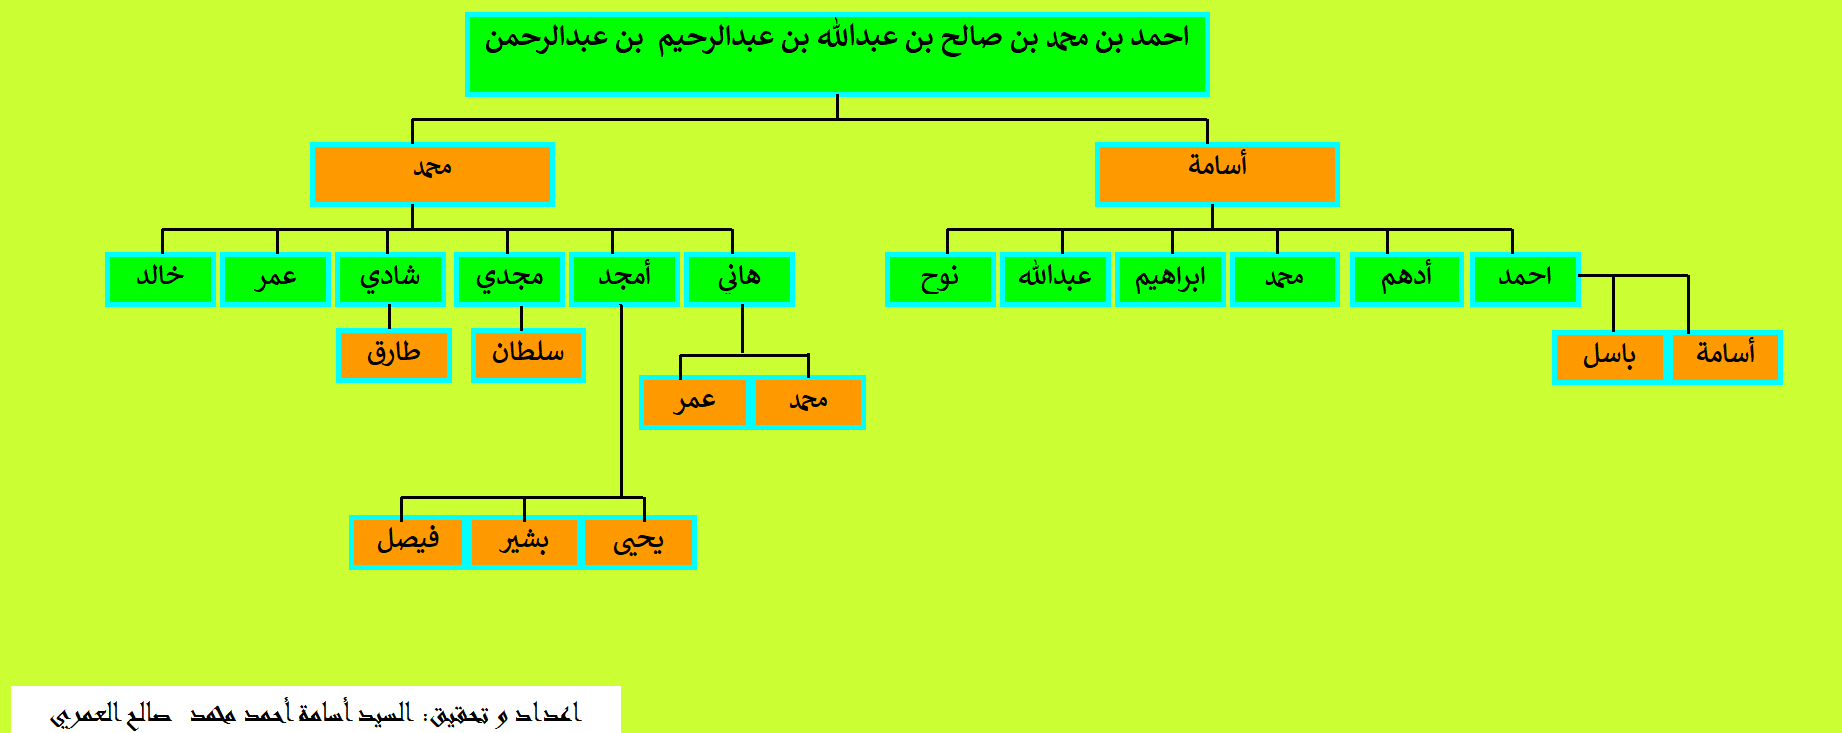 احمد بن محمد بن صالح بن عبدالله بن عبدالرحيم بن عبدالرحمن
أسامة
محمد
احمد
أدهم
محمد
ابراهيم
عبدالله
نوح
هاني
أمجد
مجدي
شادي
عمر
خالد
أسامة
باسل
سلطان
طارق
محمد
عمر
يحيى
بشير
فيصل
اعداد و تحقيق: السيد أسامة أحمد محمد صالح العمري